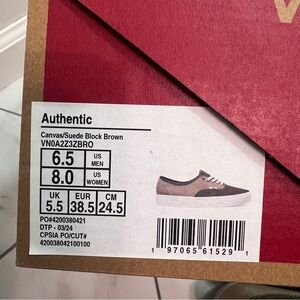 Authentic
Canvas/Suede Block Brown
VN0A2Z3ZBRO
6.5 US MEN
8.0 US WOMEN
UK EUR CM
5.5 38.5 24.5
PO#4200380421
DTP - 03/24
CPSIA PO/CUT#
420038042100100
1 97065 61529 1